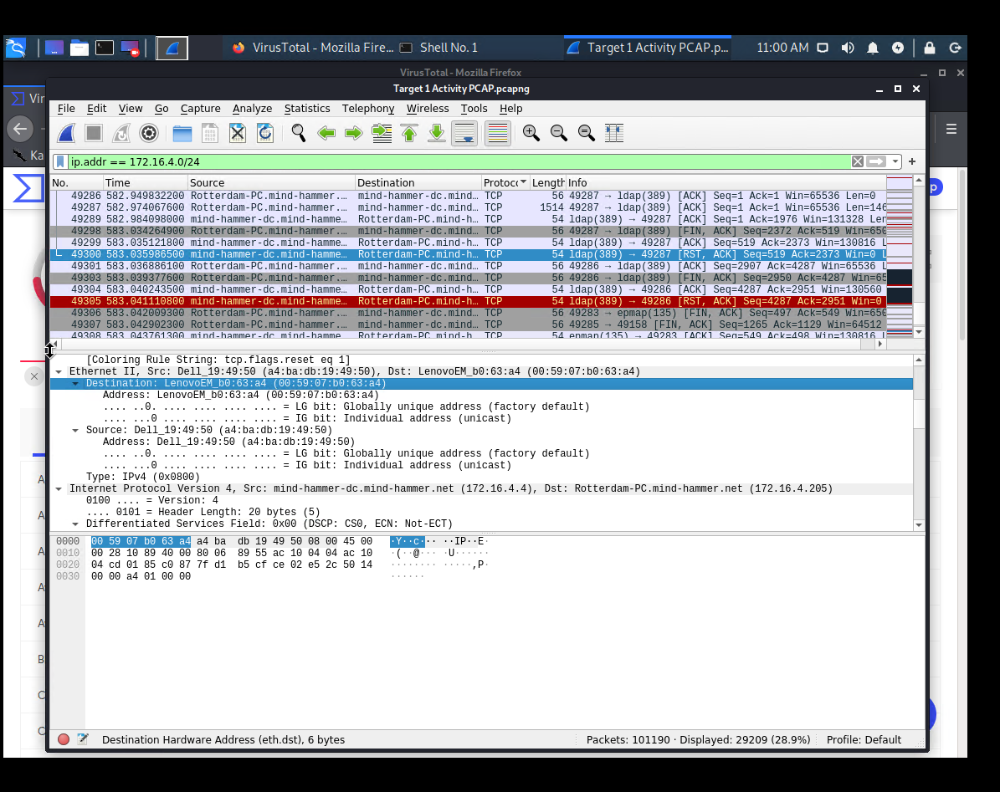 VirusTotal - Mozilla Fire... Shell No. 1 Target 1 Activity PCAP.p... 11:00 AM
VirusTotal - Mozilla Firefox
Target 1 Activity PCAP.pcapng
Vir
File Edit View Go Capture Analyze Statistics Telephony Wireless Tools Help
Ka
ip.addr == 172.16.4.0/24
No. Time Source Destination Protoc Length Info
49286 582.949832200 Rotterdam-PC.mind-hammer.… mind-hammer-dc.mind… TCP 56 49287 → ldap(389) [ACK] Seq=1 Ack=1 Win=65536 Len=0
49287 582.974067600 Rotterdam-PC.mind-hammer.… mind-hammer-dc.mind… TCP 1514 49287 → ldap(389) [ACK] Seq=1 Ack=1 Win=65536 Len=146
49289 582.984098000 mind-hammer-dc.mind-hamme… Rotterdam-PC.mind-h… TCP 54 ldap(389) → 49287 [ACK] Seq=1 Ack=1976 Win=131328 Len
49298 583.034264900 Rotterdam-PC.mind-hammer.… mind-hammer-dc.mind… TCP 56 49287 → ldap(389) [FIN, ACK] Seq=2372 Ack=519 Win=650
49299 583.035121800 mind-hammer-dc.mind-hamme… Rotterdam-PC.mind-h… TCP 54 ldap(389) → 49287 [ACK] Seq=519 Ack=2373 Win=130816 L
49300 583.035986500 mind-hammer-dc.mind-hamme… Rotterdam-PC.mind-h… TCP 54 ldap(389) → 49287 [RST, ACK] Seq=519 Ack=2373 Win=0 L
49301 583.036886100 Rotterdam-PC.mind-hammer.… mind-hammer-dc.mind… TCP 56 49286 → ldap(389) [ACK] Seq=2907 Ack=4287 Win=65536 L
49303 583.039377600 Rotterdam-PC.mind-hammer.… mind-hammer-dc.mind… TCP 56 49286 → ldap(389) [FIN, ACK] Seq=2950 Ack=4287 Win=65
49304 583.040243500 mind-hammer-dc.mind-hamme… Rotterdam-PC.mind-h… TCP 54 ldap(389) → 49286 [ACK] Seq=4287 Ack=2951 Win=130560
49305 583.041110800 mind-hammer-dc.mind-hamme… Rotterdam-PC.mind-h… TCP 54 ldap(389) → 49286 [RST, ACK] Seq=4287 Ack=2951 Win=0
49306 583.042009300 Rotterdam-PC.mind-hammer.… mind-hammer-dc.mind… TCP 56 49283 → epmap(135) [FIN, ACK] Seq=497 Ack=549 Win=650
49307 583.042902300 Rotterdam-PC.mind-hammer.… mind-hammer-dc.mind… TCP 56 49285 → 49158 [FIN, ACK] Seq=1265 Ack=1129 Win=64512
49308 583.043761300 mind-hammer-dc.mind-hamme… Rotterdam-PC.mind-h… TCP 54 epmap(135) → 49283 [ACK] Seq=549 Ack=498 Win=130816 L
[Coloring Rule String: tcp.flags.reset eq 1]
Ethernet II, Src: Dell_19:49:50 (a4:ba:db:19:49:50), Dst: LenovoEM_b0:63:a4 (00:59:07:b0:63:a4)
Destination: LenovoEM_b0:63:a4 (00:59:07:b0:63:a4)
Address: LenovoEM_b0:63:a4 (00:59:07:b0:63:a4)
.... ..0. .... .... .... .... = LG bit: Globally unique address (factory default)
.... ...0 .... .... .... .... = IG bit: Individual address (unicast)
Source: Dell_19:49:50 (a4:ba:db:19:49:50)
Address: Dell_19:49:50 (a4:ba:db:19:49:50)
.... ..0. .... .... .... .... = LG bit: Globally unique address (factory default)
.... ...0 .... .... .... .... = IG bit: Individual address (unicast)
Type: IPv4 (0x0800)
Internet Protocol Version 4, Src: mind-hammer-dc.mind-hammer.net (172.16.4.4), Dst: Rotterdam-PC.mind-hammer.net (172.16.4.205)
0100 .... = Version: 4
.... 0101 = Header Length: 20 bytes (5)
Differentiated Services Field: 0x00 (DSCP: CS0, ECN: Not-ECT)
0000 00 59 07 b0 63 a4 a4 ba db 19 49 50 08 00 45 00 ·Y··c··· ··IP··E·
0010 00 28 10 89 40 00 80 06 89 55 ac 10 04 04 ac 10 ·(··@··· ·U······
0020 04 cd 01 85 c0 87 7f d1 b5 cf ce 02 e5 2c 50 14 ········ ·····,P·
0030 00 00 a4 01 00 00 ······
Destination Hardware Address (eth.dst), 6 bytes Packets: 101190 · Displayed: 29209 (28.9%) Profile: Default